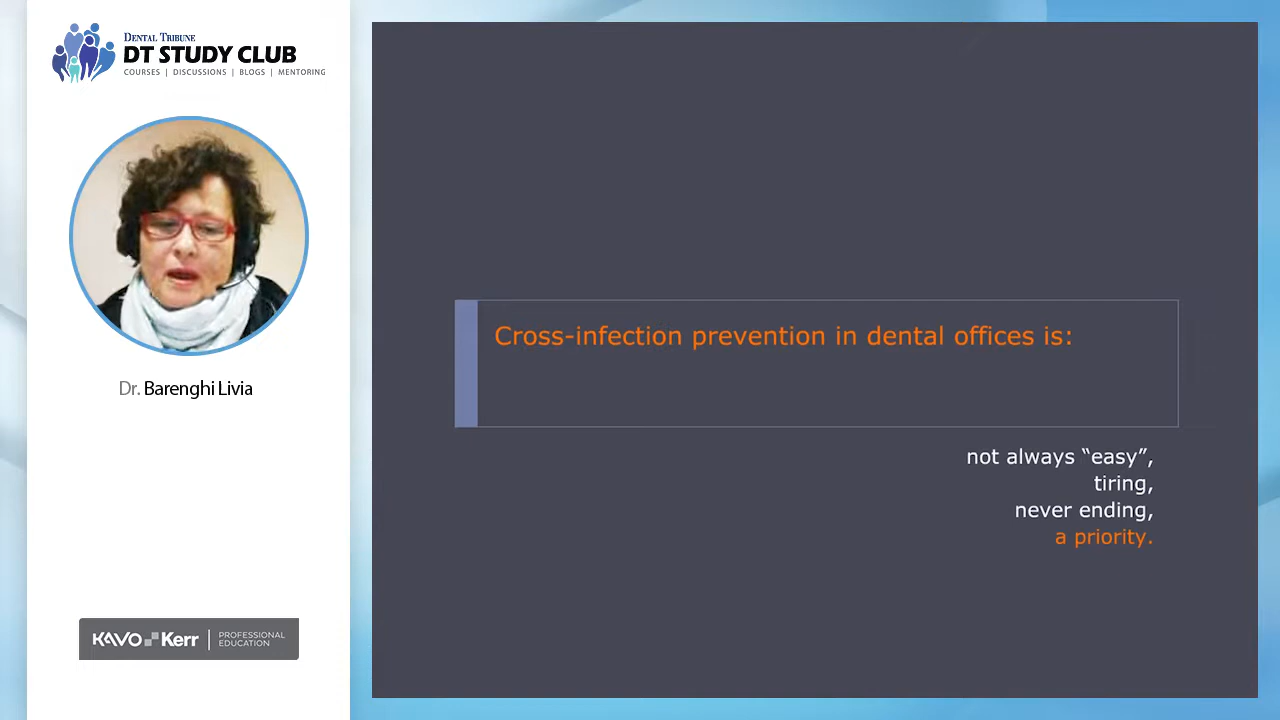 DENTAL TRIBUNE
DT STUDY CLUB
COURSES | DISCUSSIONS | BLOGS | MENTORING
Dr. Barenghi Livia
KAVO Kerr | PROFESSIONAL EDUCATION
Cross-infection prevention in dental offices is:
not always “easy”,
tiring,
never ending,
a priority.